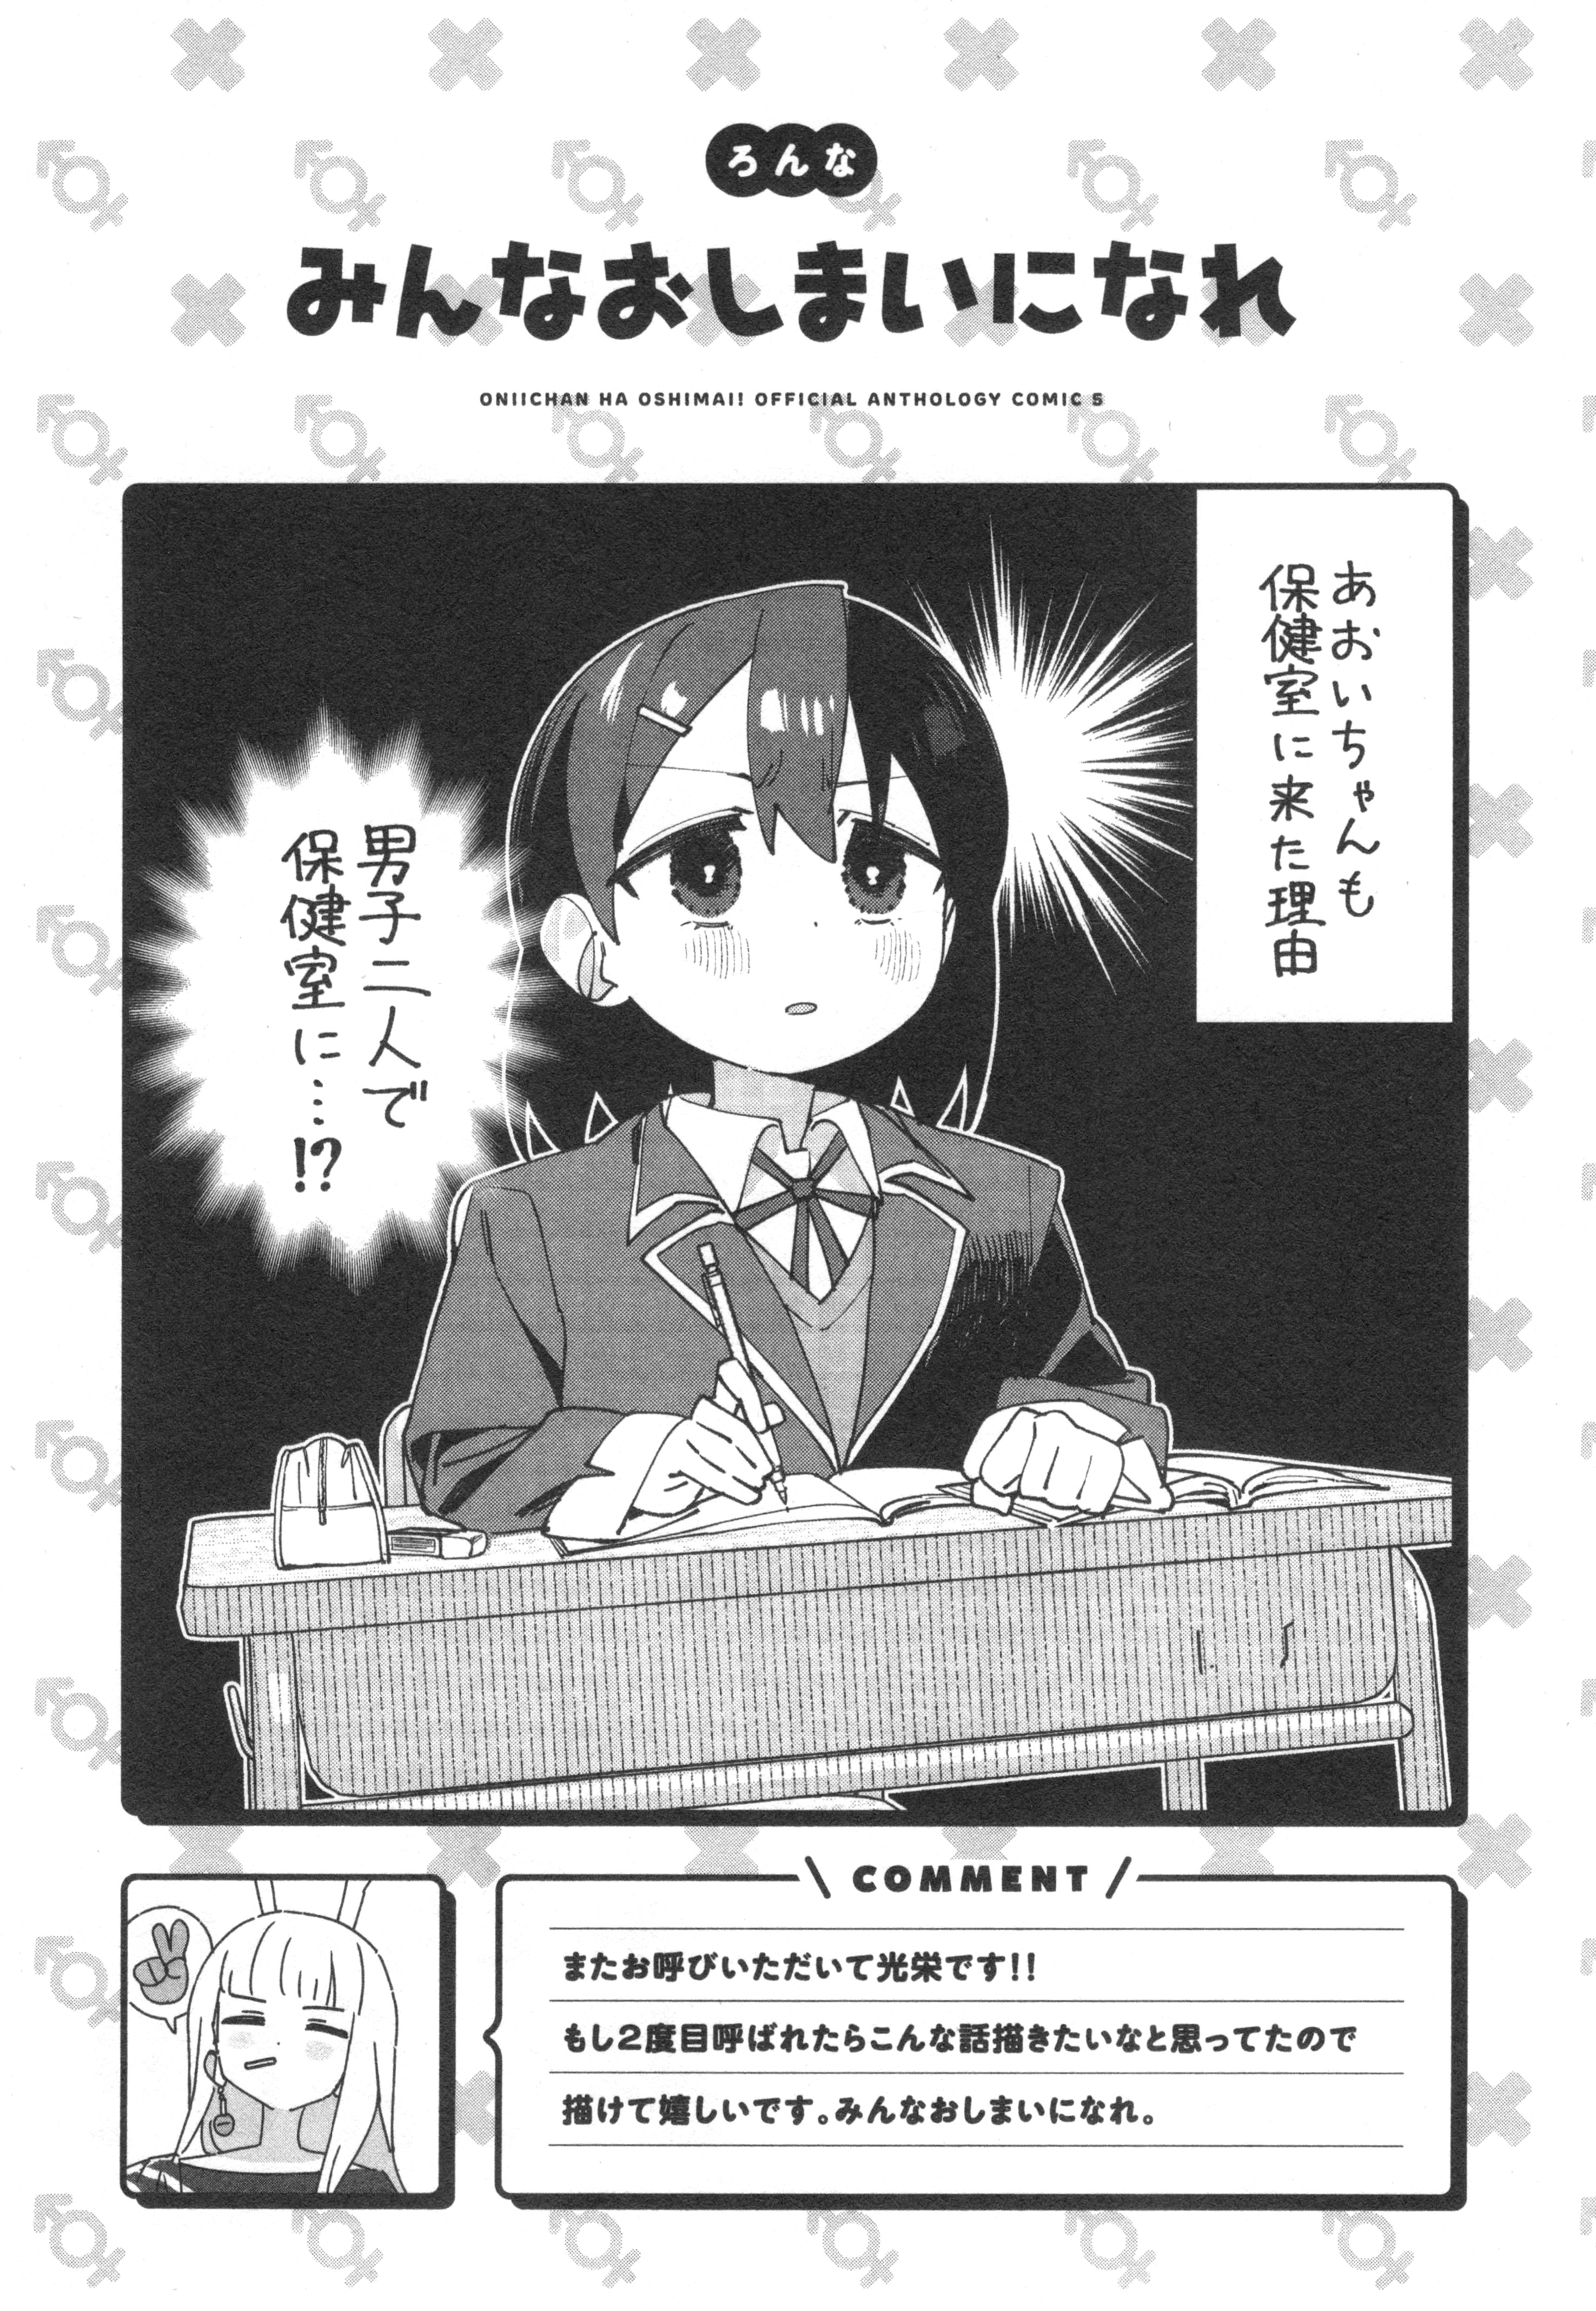 ろんな
みんなおしまいになれ
ONIICHAN HA OSHIMAI! OFFICIAL ANTHOLOGY COMIC 5
あおいちゃんも
保健室に来た理由
男子二人で
保健室に…!?
COMMENT
またお呼びいただいて光栄です!!
もし2度目呼ばれたらこんな話描きたいなと思ってたので
描けて嬉しいです。みんなおしまいになれ。